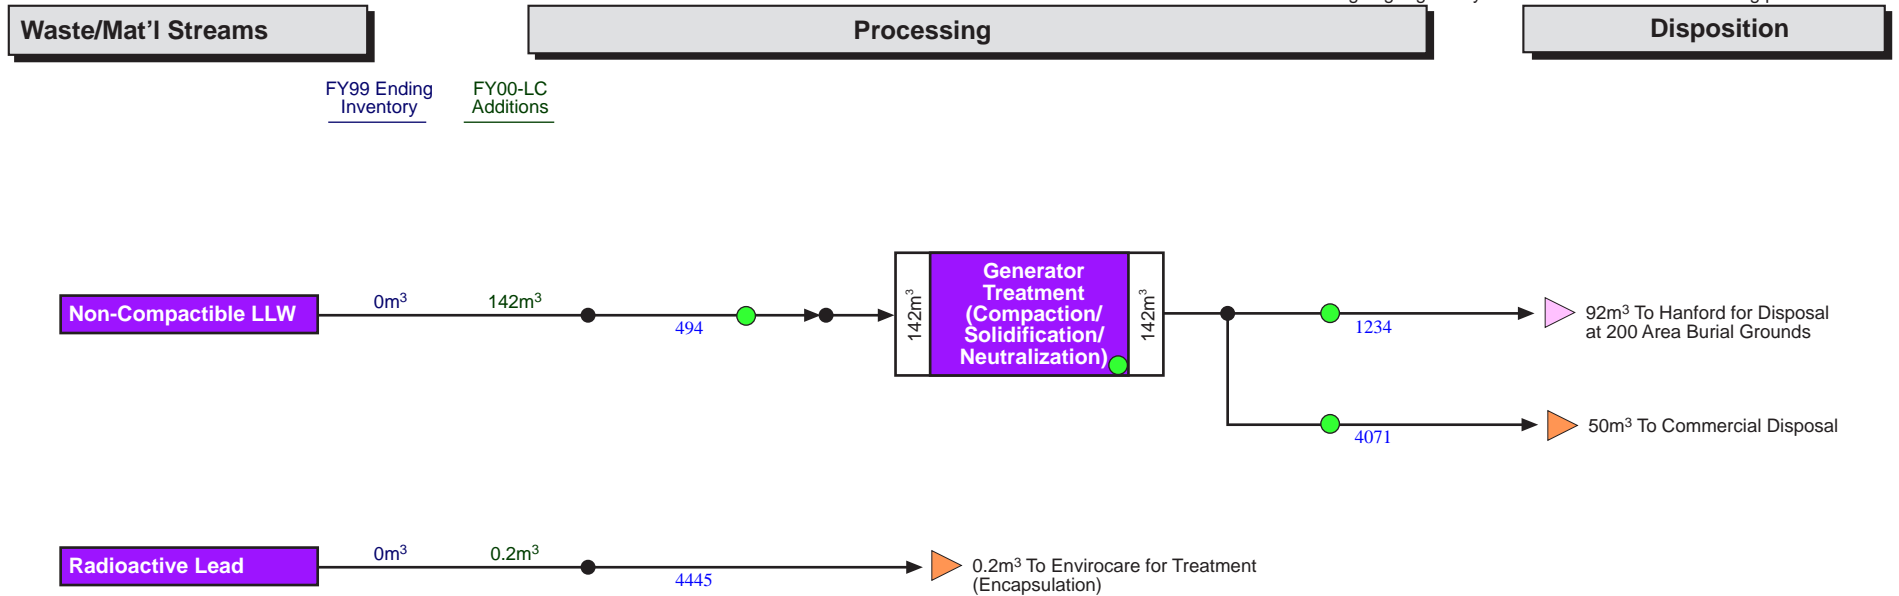 Waste/Mat'l Streams
Processing
Disposition
FY99 Ending
Inventory
FY00-LC
Additions
Non-Compactible LLW
0m³
142m³
494
142m³
Generator
Treatment
(Compaction/
Solidification/
Neutralization)
142m³
1234
92m³ To Hanford for Disposal
at 200 Area Burial Grounds
4071
50m³ To Commercial Disposal
Radioactive Lead
0m³
0.2m³
4445
0.2m³ To Envirocare for Treatment
(Encapsulation)